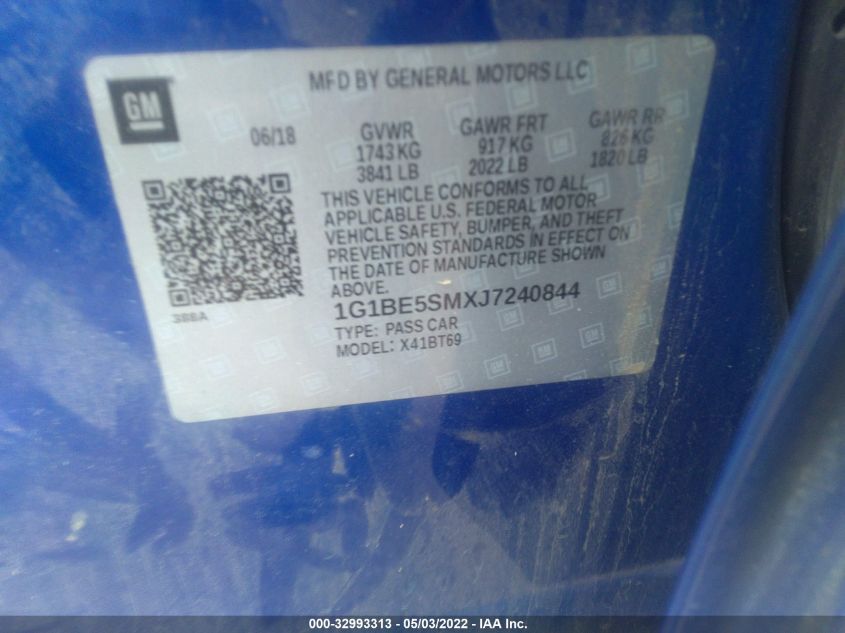 GM
MFD BY GENERAL MOTORS LLC
06/18
GVWR
1743 KG
3841 LB
GAWR FRT
917 KG
2022 LB
GAWR RR
826 KG
1820 LB
THIS VEHICLE CONFORMS TO ALL
APPLICABLE U.S. FEDERAL MOTOR
VEHICLE SAFETY, BUMPER, AND THEFT
PREVENTION STANDARDS IN EFFECT ON
THE DATE OF MANUFACTURE SHOWN
ABOVE.
1G1BE5SMXJ7240844
TYPE: PASS CAR
MODEL: X41BT69
000-32993313 - 05/03/2022 - IAA Inc.